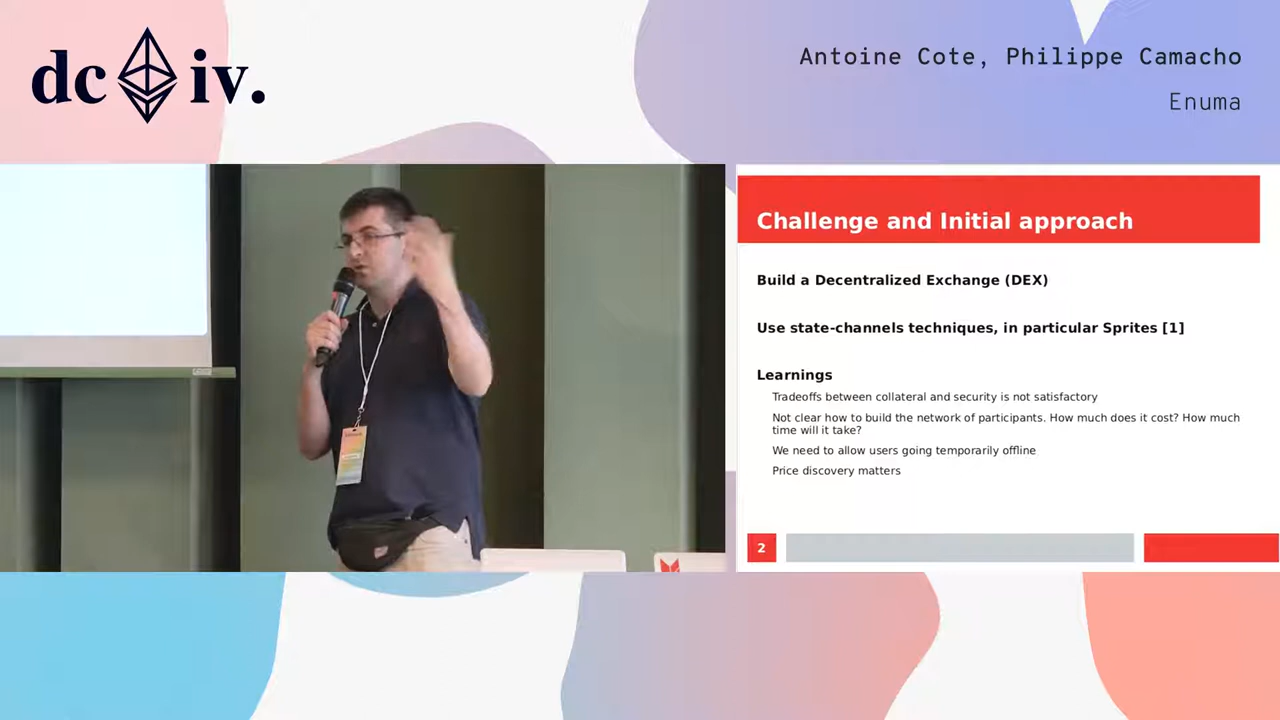 dc iv.
Antoine Cote, Philippe Camacho
Enuma
Challenge and Initial approach
Build a Decentralized Exchange (DEX)
Use state-channels techniques, in particular Sprites [1]
Learnings
Tradeoffs between collateral and security is not satisfactory
Not clear how to build the network of participants. How much does it cost? How much
time will it take?
We need to allow users going temporarily offline
Price discovery matters
2